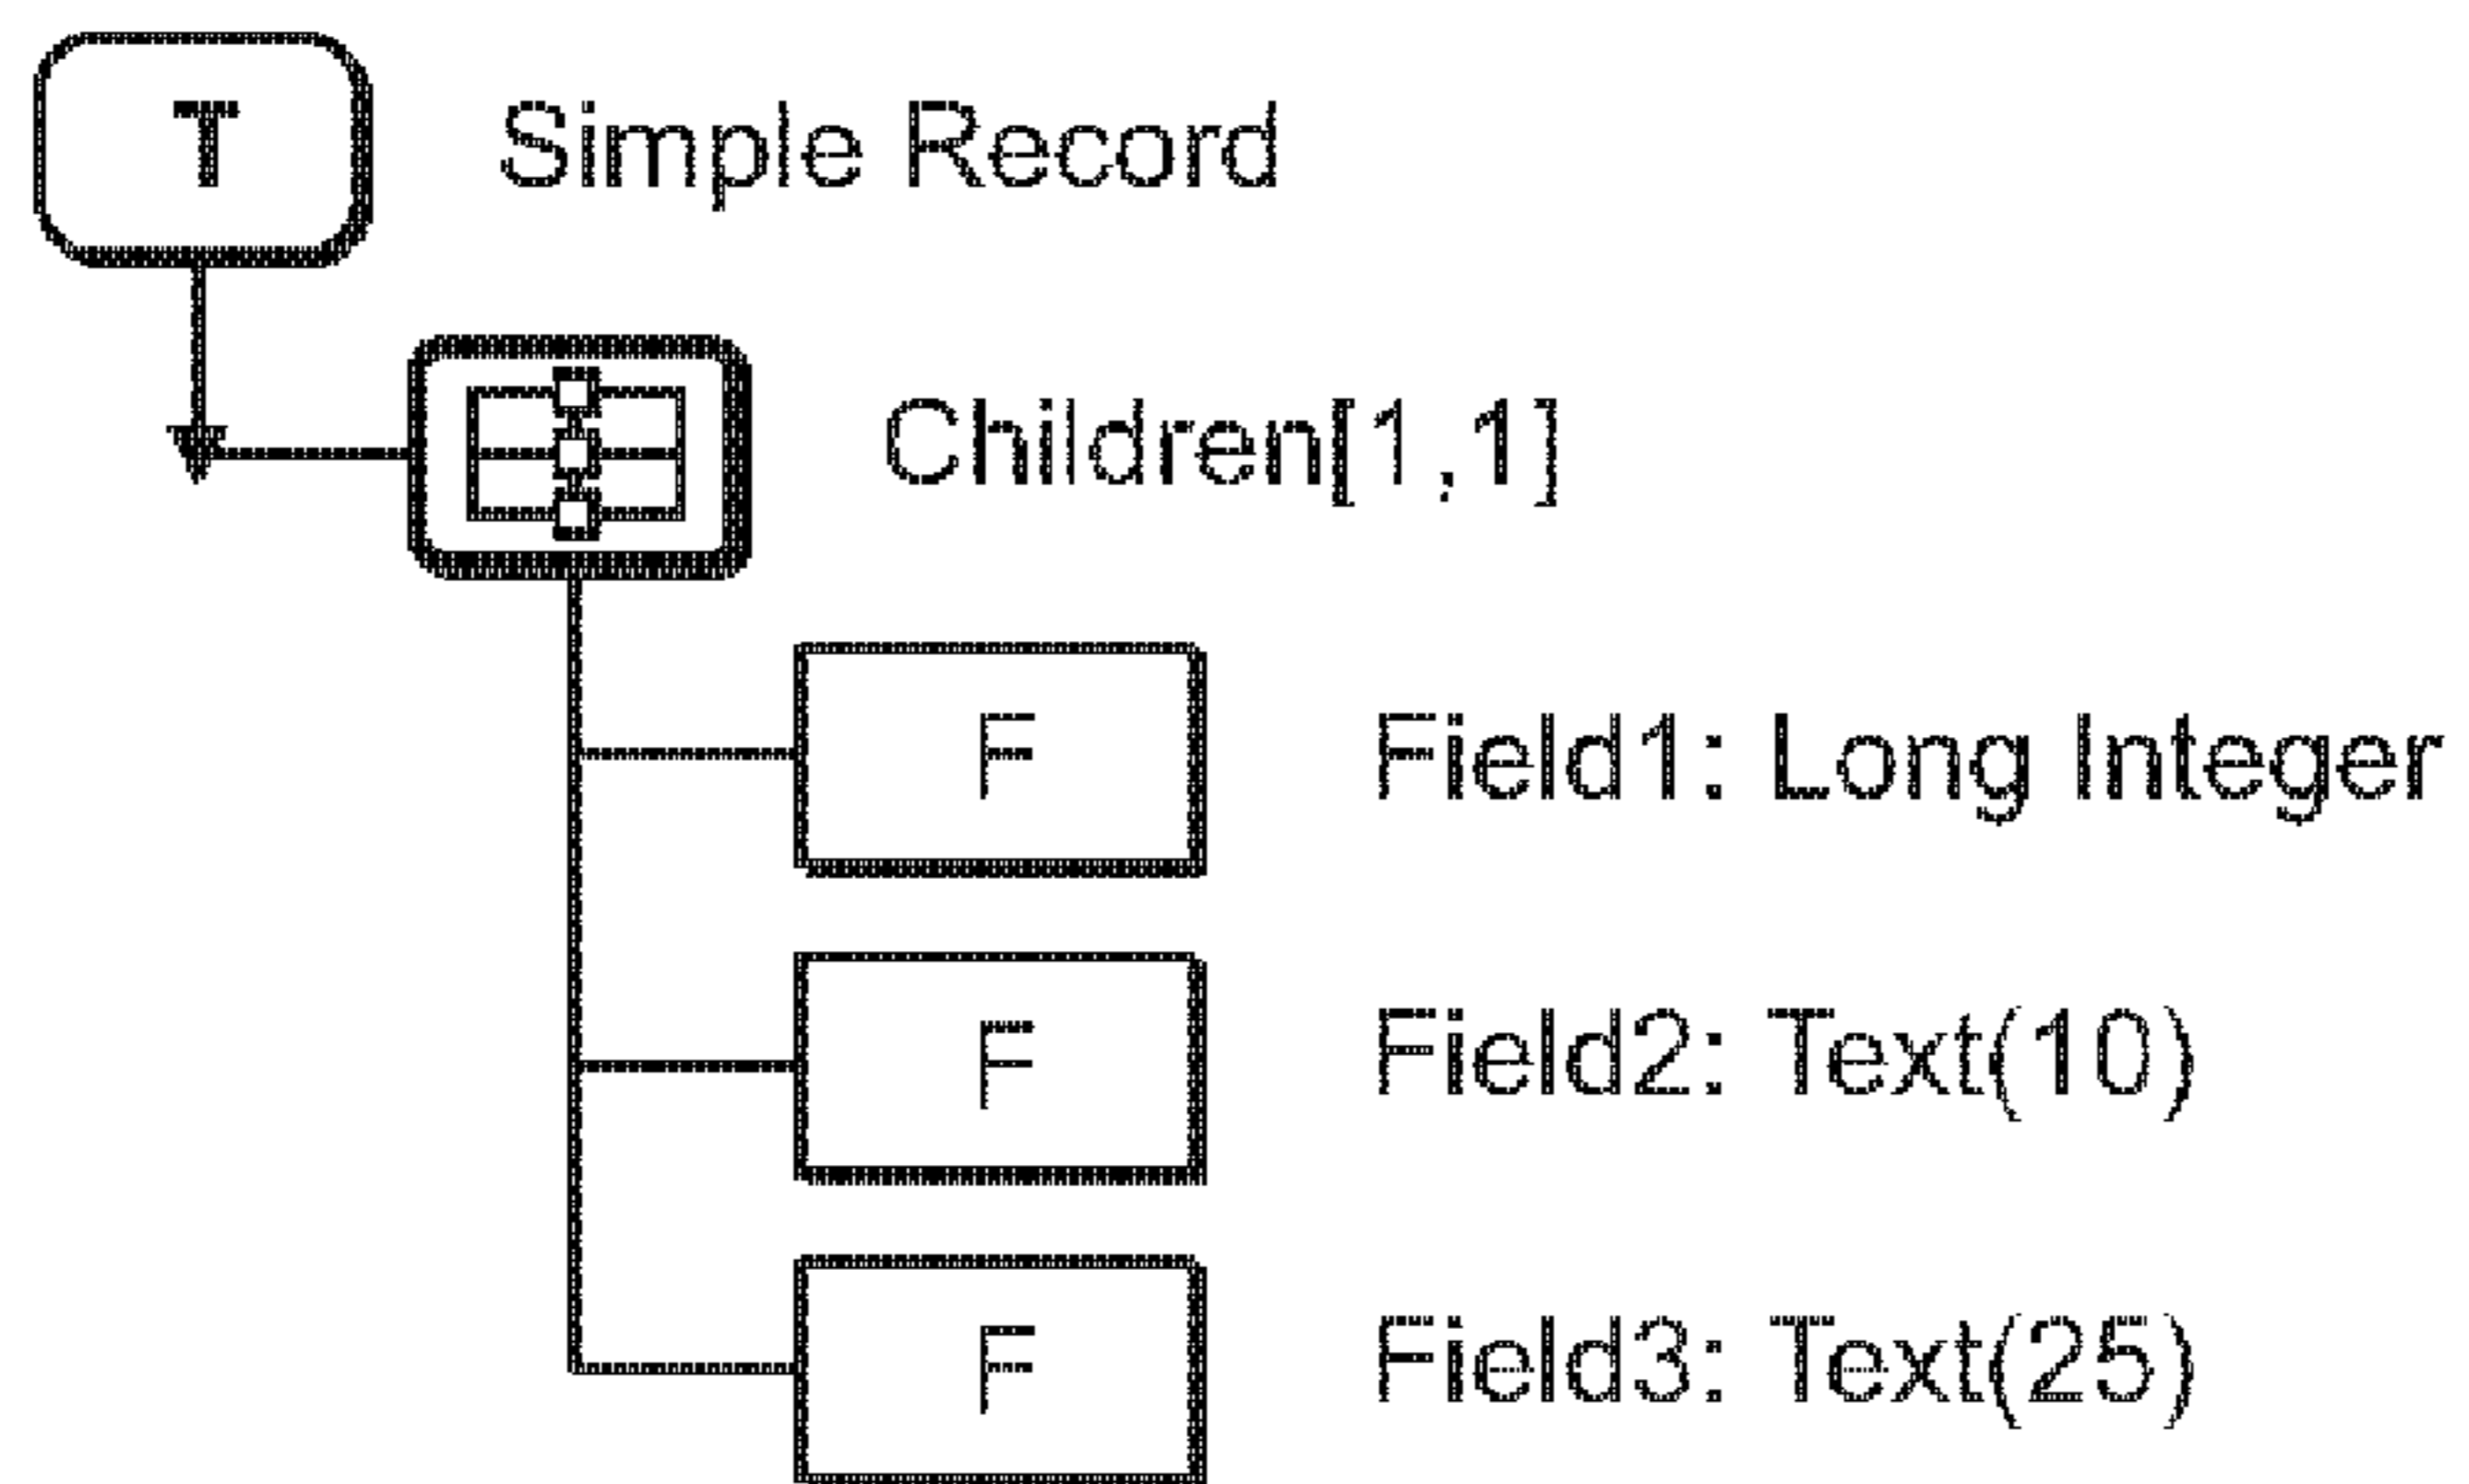 T Simple Record
Children[1,1]
F Field1: Long Integer
F Field2: Text(10)
F Field3: Text(25)